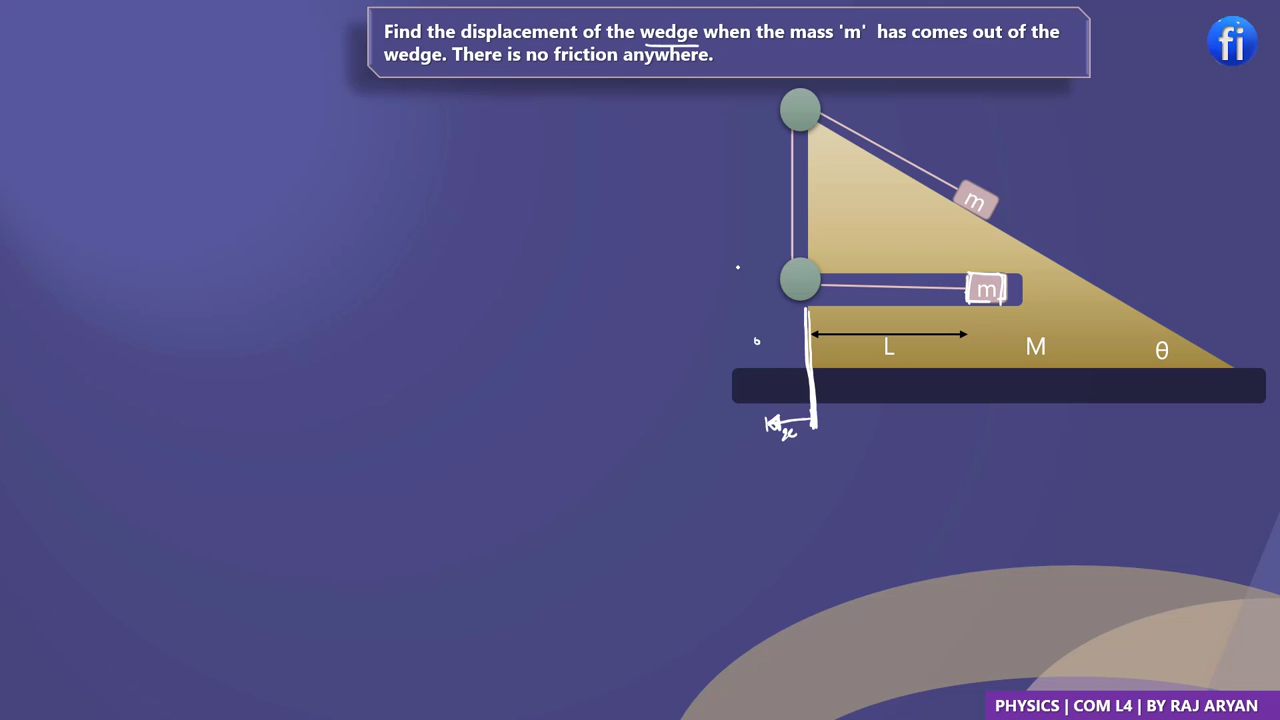 Find the displacement of the wedge when the mass 'm' has comes out of the
wedge. There is no friction anywhere.
fi
m
m
L
M
θ
x
PHYSICS | COM L4 | BY RAJ ARYAN